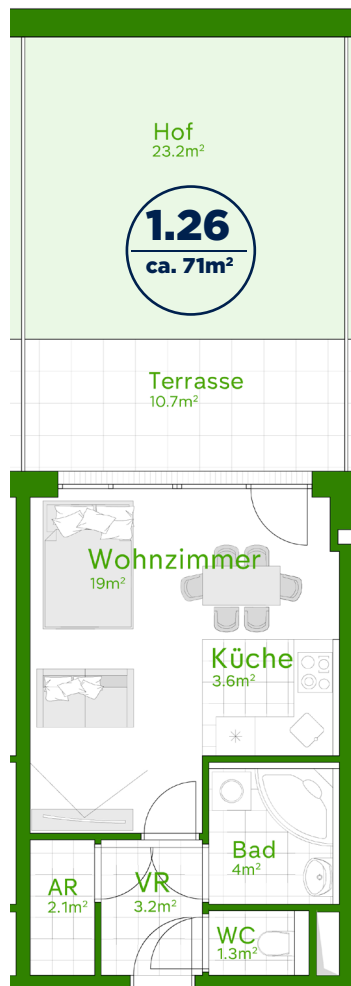 Hof
23.2m²
1.26
ca. 71m²
Terrasse
10.7m²
Wohnzimmer
19m²
Küche
3.6m²
Bad
4m²
AR
2.1m²
VR
3.2m²
WC
1.3m²